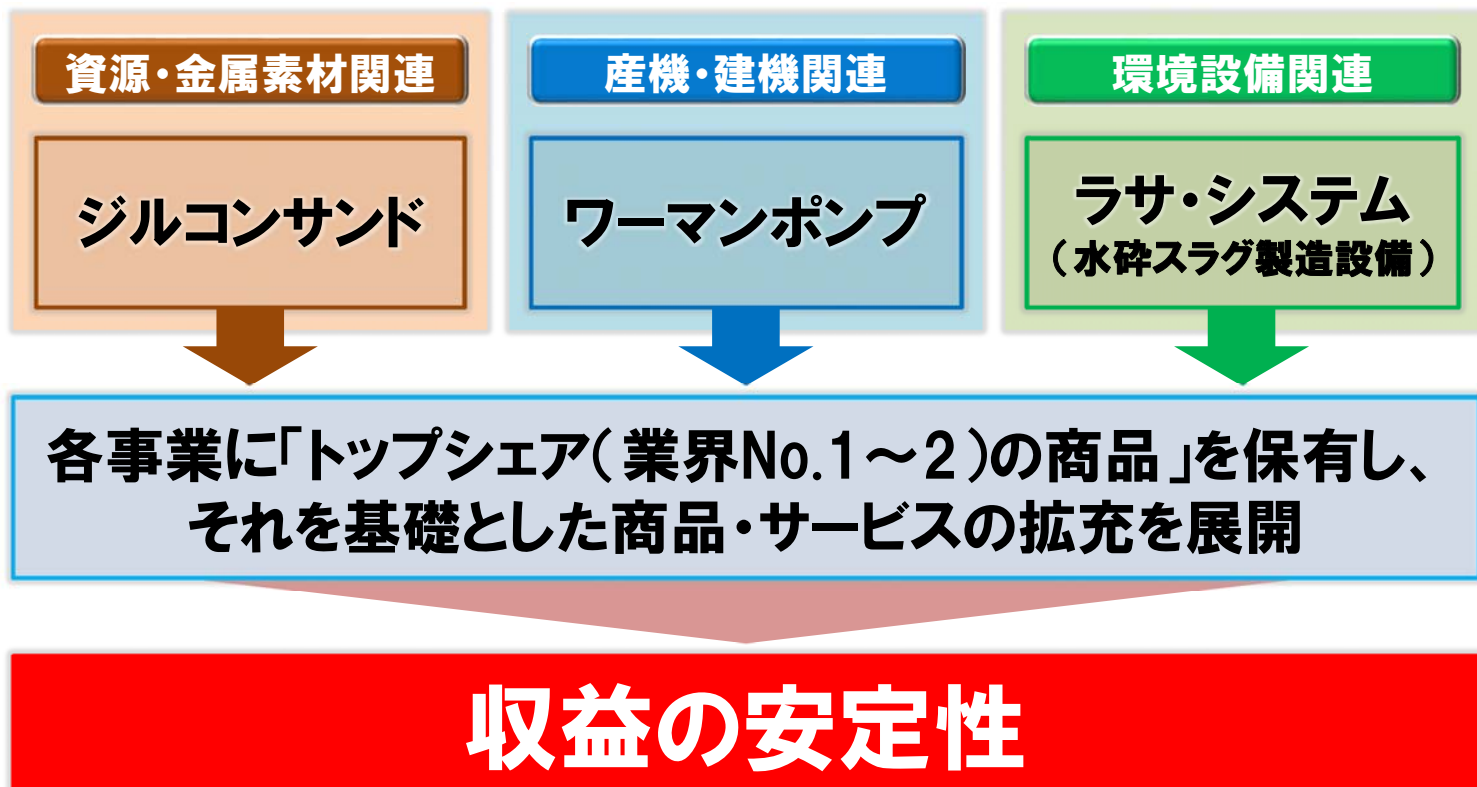 資源・金属素材関連
ジルコンサンド
産機・建機関連
ワーマンポンプ
環境設備関連
ラサ・システム
（水砕スラグ製造設備）
各事業に「トップシェア（業界No.1～2）の商品」を保有し、
それを基礎とした商品・サービスの拡充を展開
収益の安定性